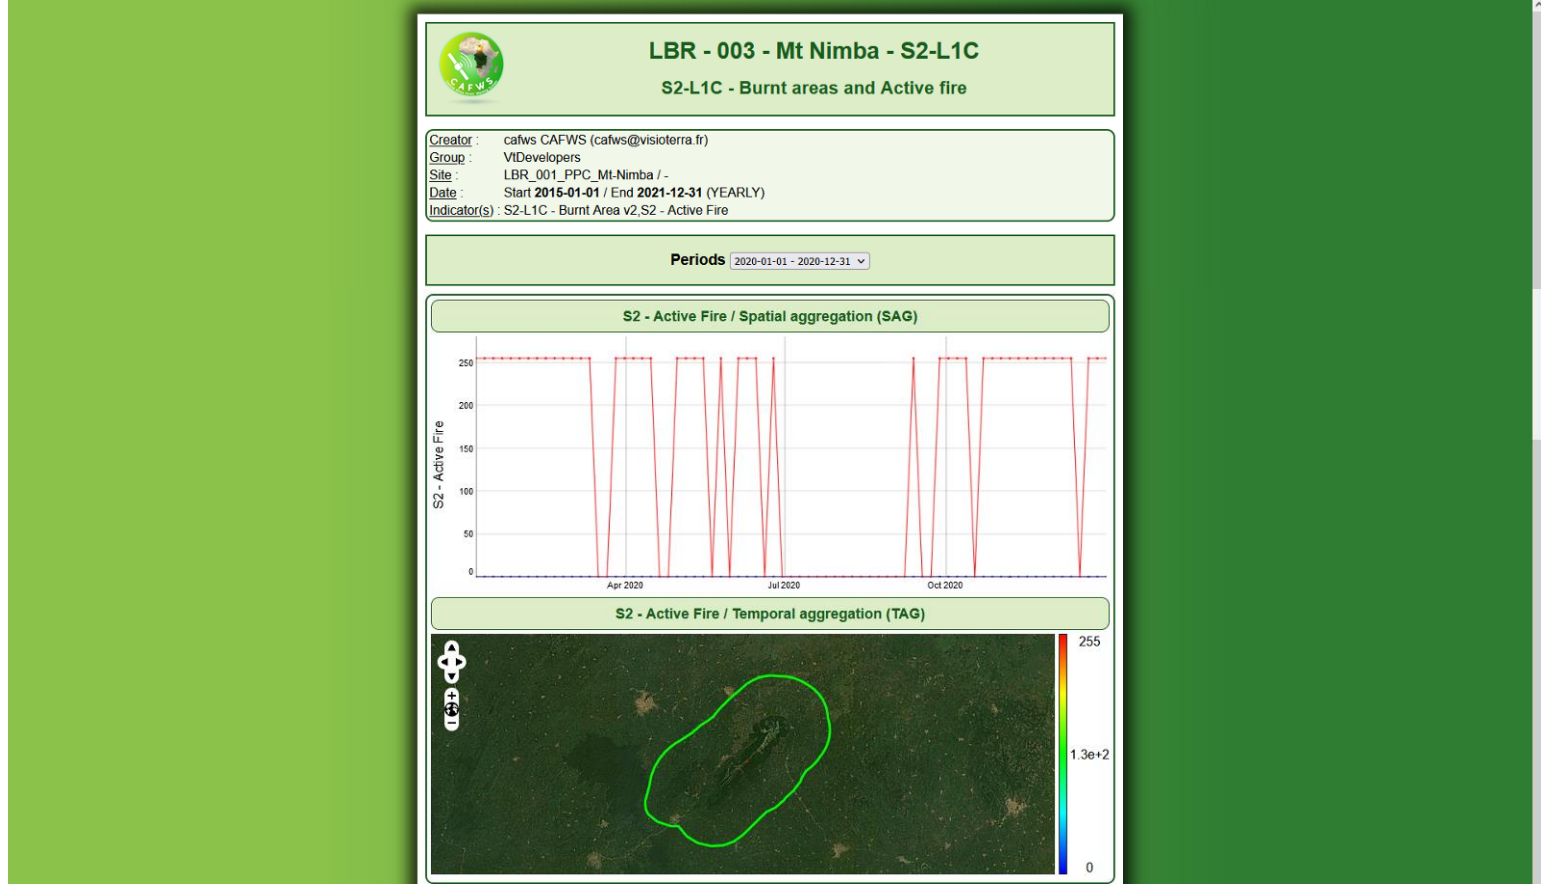 LBR - 003 - Mt Nimba - S2-L1C
S2-L1C - Burnt areas and Active fire
CAFWS
Creator : cafws CAFWS (cafws@visioterra.fr)
Group : VtDevelopers
Site : LBR_001_PPC_Mt-Nimba / -
Date : Start 2015-01-01 / End 2021-12-31 (YEARLY)
Indicator(s) : S2-L1C - Burnt Area v2,S2 - Active Fire
Periods 2020-01-01 - 2020-12-31
S2 - Active Fire / Spatial aggregation (SAG)
S2 - Active Fire
250
200
150
100
50
0
Apr 2020 Jul 2020 Oct 2020
S2 - Active Fire / Temporal aggregation (TAG)
255
1.3e+2
0